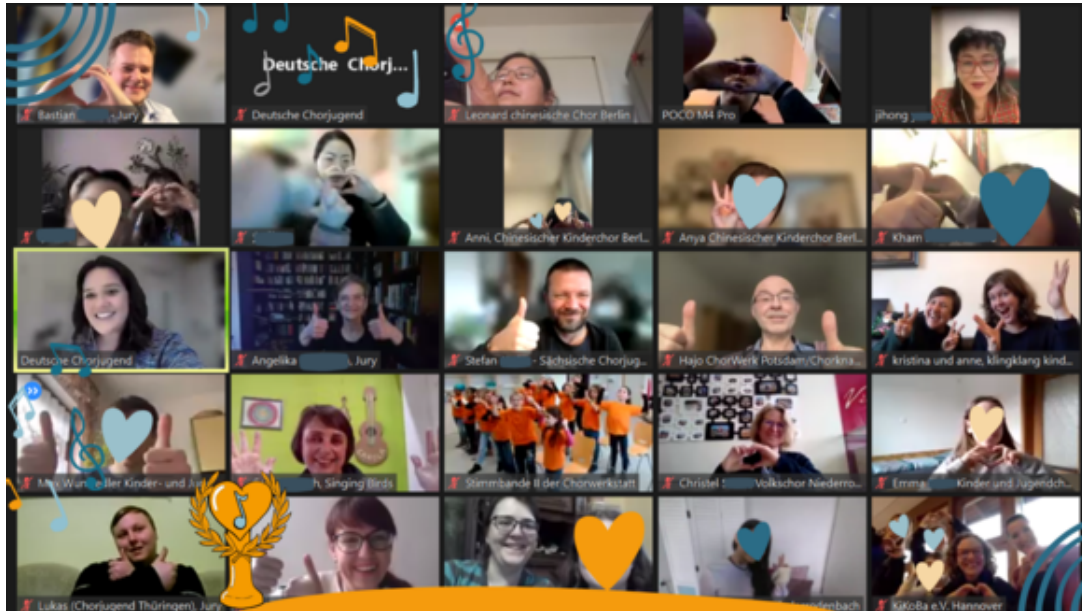 Bastian - Jury
Deutsche Chorj...
Deutsche Chorjugend
Leonard chinesische Chor Berlin
POCO M4 Pro
jihong
Anni, Chinesischer Kinderchor Berl...
Anya Chinesischer Kinderchor Berl...
Kham
Deutsche Chorjugend
Angelika , Jury
Stefan - Sächsische Chorjug...
Hajo ChorWerk Potsdam/Chorkna...
kristina und anne, klingklang kind...
Kinder- und
h, Singing Birds
Stimmbande II der Chorwerkstatt
Christel S Volkschor Niederro...
Emma Kinder und Jugendch...
Lukas (Chorjugend Thüringen), Jury
KiKoBa e.V. Hannover